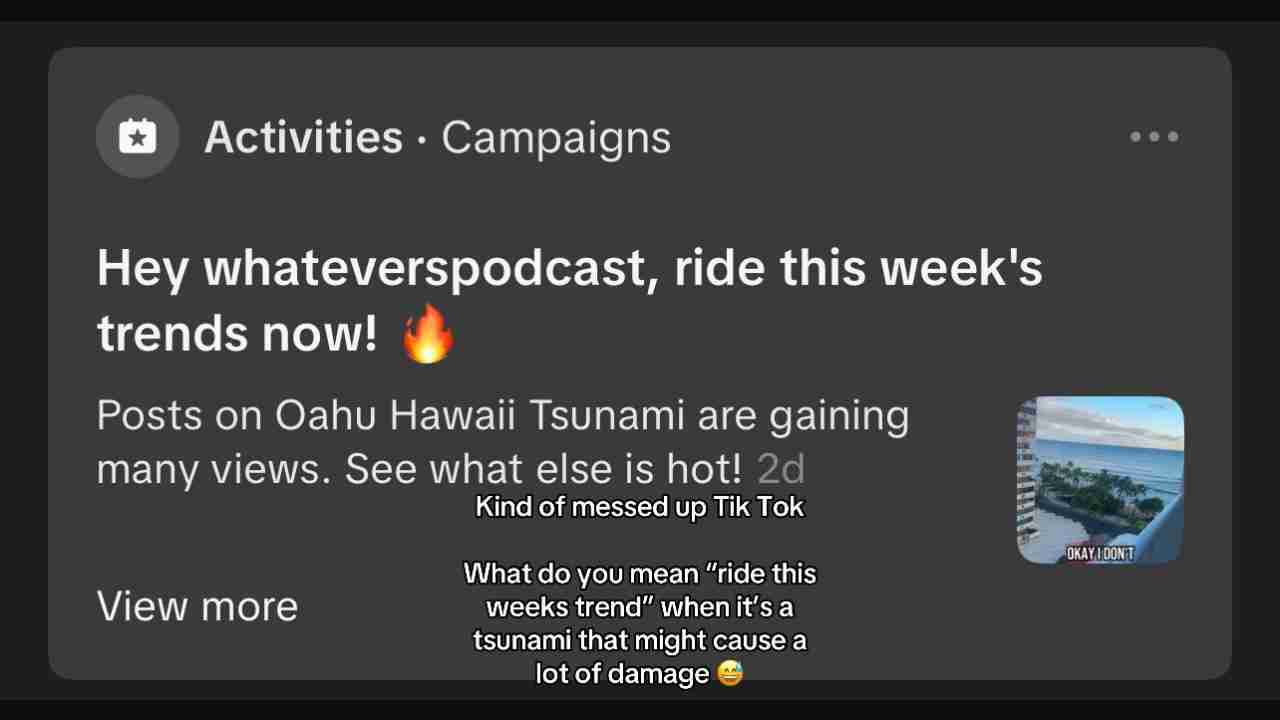 Activities · Campaigns
Hey whateverspodcast, ride this week's
trends now! 🔥
Posts on Oahu Hawaii Tsunami are gaining
many views. See what else is hot! 2d
Kind of messed up Tik Tok
OKAY I DON'T
What do you mean “ride this
weeks trend” when it’s a
tsunami that might cause a
lot of damage 😅
View more